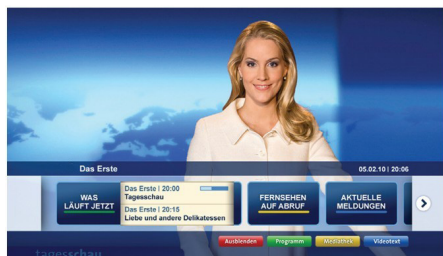 Das Erste
05.02.10 | 20:06
WAS
LÄUFT JETZT
Das Erste | 20:00
Tagesschau
Das Erste | 20:15
Liebe und andere Delikatessen
FERNSEHEN
AUF ABRUF
AKTUELLE
MELDUNGEN
Ausblenden
Programm
Mediathek
Videotext
tagesschau